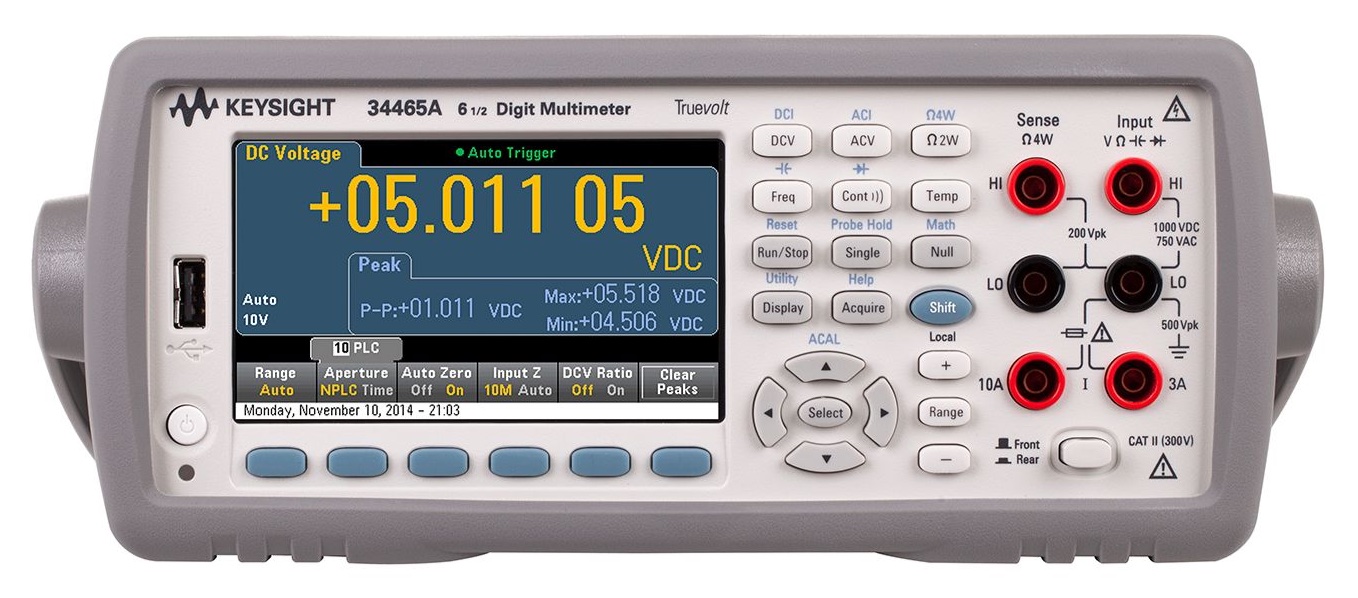 KEYSIGHT 34465A 6 1/2 Digit Multimeter Truevolt
DC Voltage
Auto Trigger
+05.011 05
VDC
Peak
P-P:+01.011 VDC
Max:+05.518 VDC
Min:+04.506 VDC
Auto
10V
10 PLC
Range Aperture Auto Zero Input Z DCV Ratio Clear
Auto NPLC Time Off On 10M Auto Off On Peaks
Monday, November 10, 2014 - 21:03
DCI ACI Ω4W
DCV ACV Ω2W
Freq Cont Temp
Reset Probe Hold Math
Run/Stop Single Null
Utility Help
Display Acquire Shift
Local
ACAL
+
Select
Range
−
Sense
Ω4W
Input
V Ω
HI HI
200 Vpk
1000 VDC
750 VAC
LO LO
500 Vpk
10A I 3A
Front
Rear
CAT II (300V)